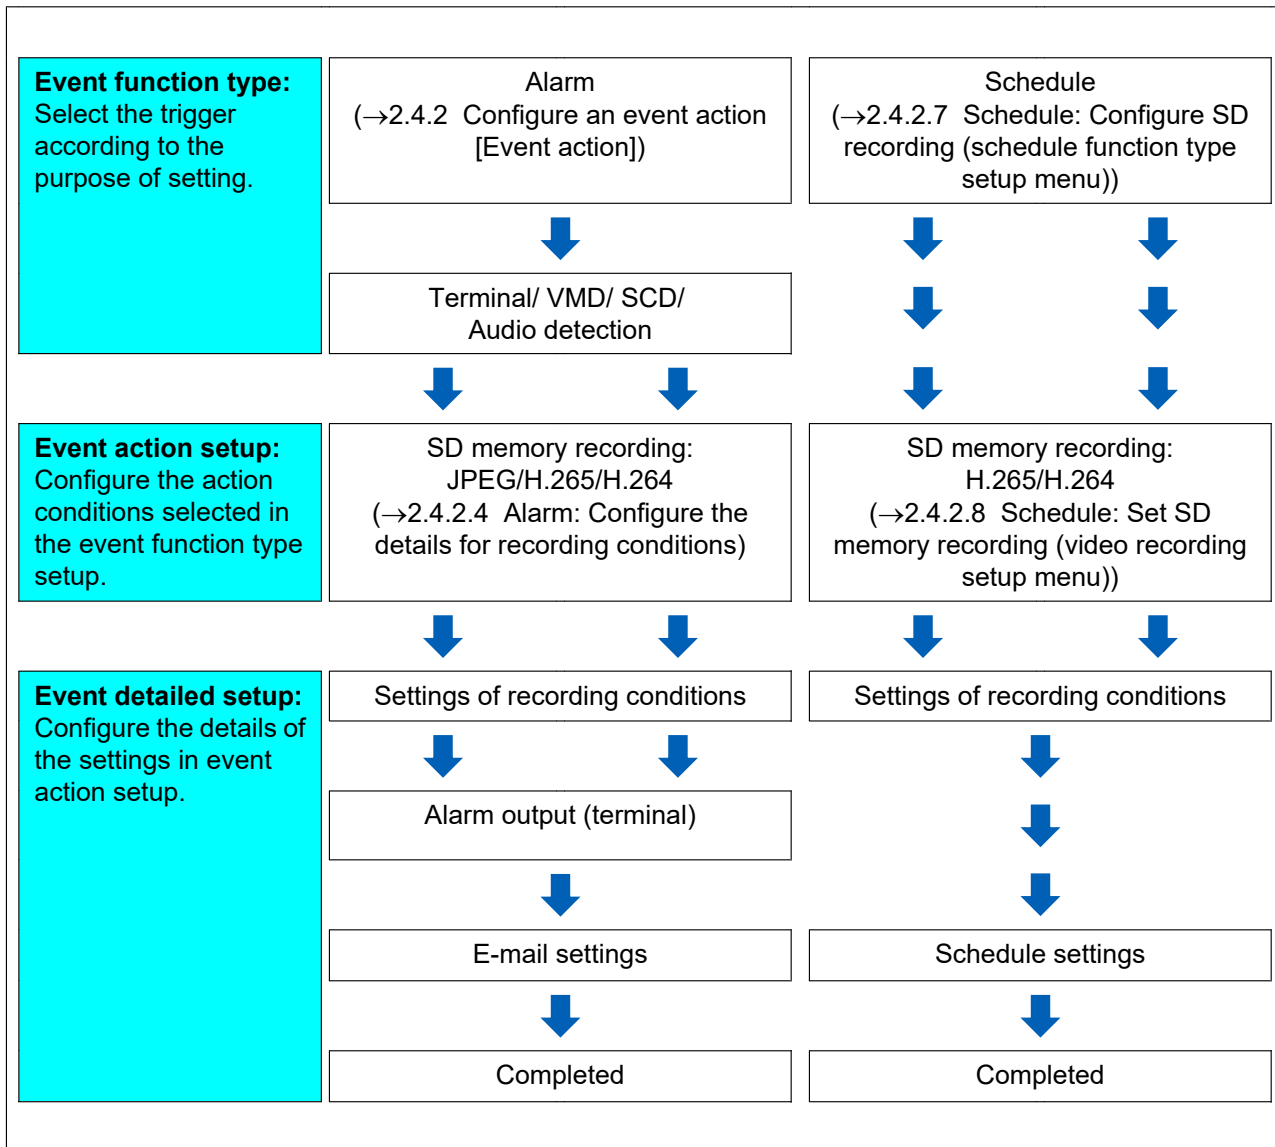 Event function type:
Select the trigger
according to the
purpose of setting.
Alarm
(→2.4.2 Configure an event action
[Event action])
Schedule
(→2.4.2.7 Schedule: Configure SD
recording (schedule function type
setup menu))
Terminal/ VMD/ SCD/
Audio detection
Event action setup:
Configure the action
conditions selected in
the event function type
setup.
SD memory recording:
JPEG/H.265/H.264
(→2.4.2.4 Alarm: Configure the
details for recording conditions)
SD memory recording:
H.265/H.264
(→2.4.2.8 Schedule: Set SD
memory recording (video recording
setup menu))
Event detailed setup:
Configure the details of
the settings in event
action setup.
Settings of recording conditions
Settings of recording conditions
Alarm output (terminal)
E-mail settings
Schedule settings
Completed
Completed